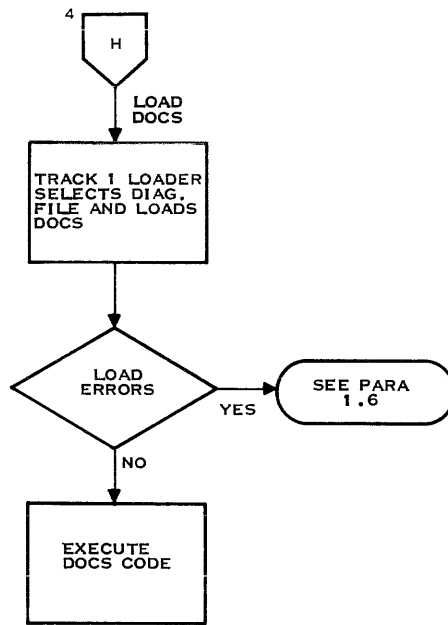 4
H
LOAD
DOCS
TRACK 1 LOADER
SELECTS DIAG.
FILE AND LOADS
DOCS
LOAD
ERRORS
YES
SEE PARA
1.6
NO
EXECUTE
DOCS CODE